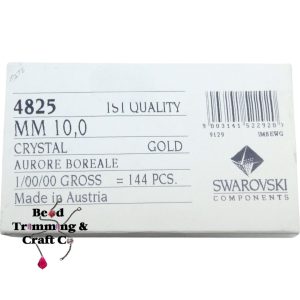 4825 1ST QUALITY
MM 10,0
CRYSTAL GOLD
AURORE BOREALE
1/00/00 GROSS = 144 PCS.
Made in Austria
9129
SWAROVSKI
COMPONENTS
Bead
Trimming &
Craft Co